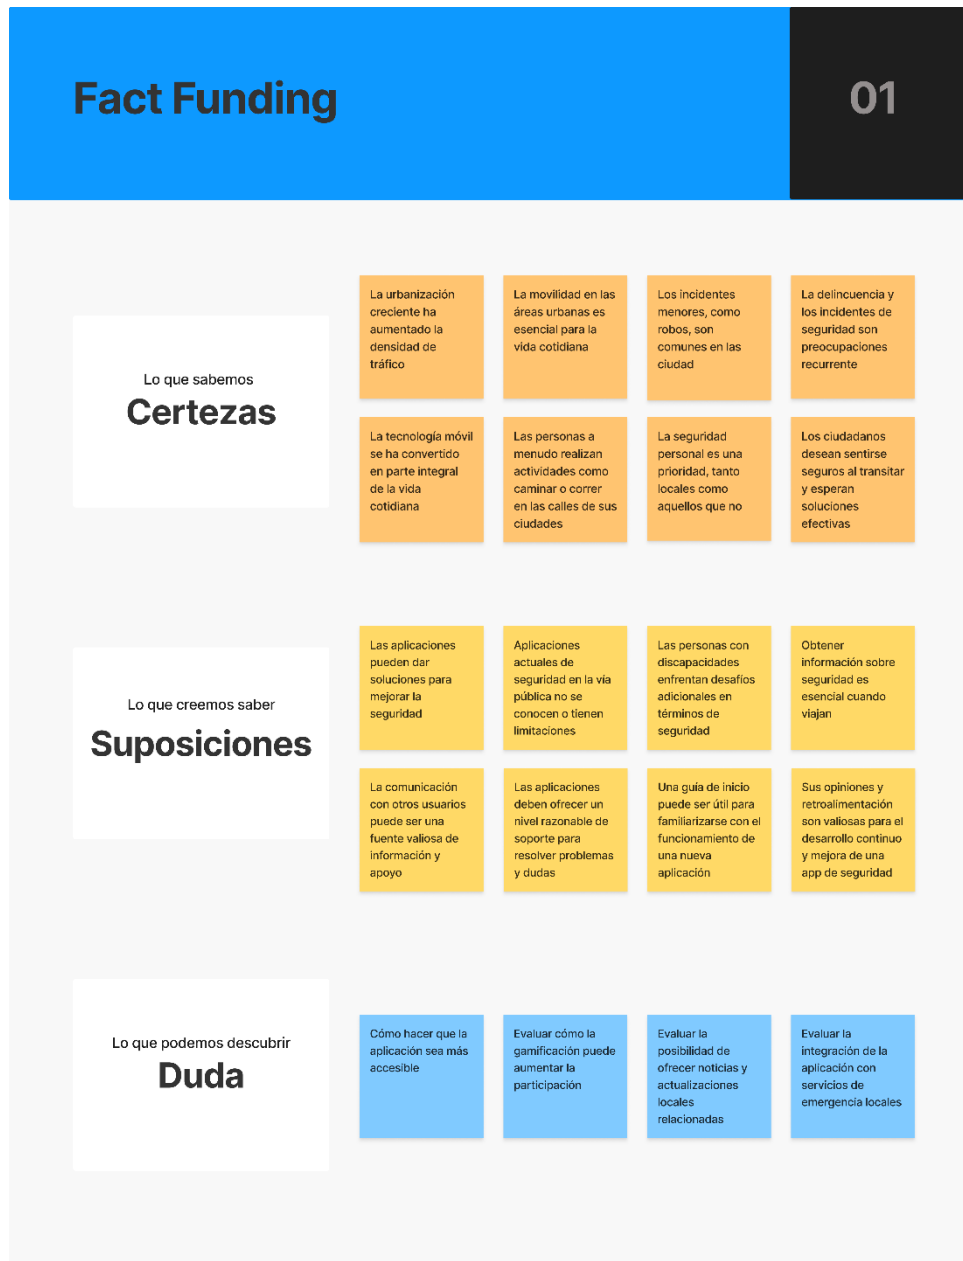 Fact Funding
01
Lo que sabemos
Certezas
La urbanización
creciente ha
aumentado la
densidad de
tráfico
La movilidad en las
áreas urbanas es
esencial para la
vida cotidiana
Los incidentes
menores, como
robos, son
comunes en las
ciudad
La delincuencia y
los incidentes de
seguridad son
preocupaciones
recurrente
La tecnología móvil
se ha convertido
en parte integral
de la vida
cotidiana
Las personas a
menudo realizan
actividades como
caminar o correr
en las calles de sus
ciudades
La seguridad
personal es una
prioridad, tanto
locales como
aquellos que no
Los ciudadanos
desean sentirse
seguros al transitar
y esperan
soluciones
efectivas
Lo que creemos saber
Suposiciones
Las aplicaciones
pueden dar
soluciones para
mejorar la
seguridad
Aplicaciones
actuales de
seguridad en la vía
pública no se
conocen o tienen
limitaciones
Las personas con
discapacidades
enfrentan desafíos
adicionales en
términos de
seguridad
Obtener
información sobre
seguridad es
esencial cuando
viajan
La comunicación
con otros usuarios
puede ser una
fuente valiosa de
información y
apoyo
Las aplicaciones
deben ofrecer un
nivel razonable de
soporte para
resolver problemas
y dudas
Una guía de inicio
puede ser útil para
familiarizarse con el
funcionamiento de
una nueva
aplicación
Sus opiniones y
retroalimentación
son valiosas para el
desarrollo continuo
y mejora de una
app de seguridad
Lo que podemos descubrir
Duda
Cómo hacer que la
aplicación sea más
accesible
Evaluar cómo la
gamificación puede
aumentar la
participación
Evaluar la
posibilidad de
ofrecer noticias y
actualizaciones
locales
relacionadas
Evaluar la
integración de la
aplicación con
servicios de
emergencia locales